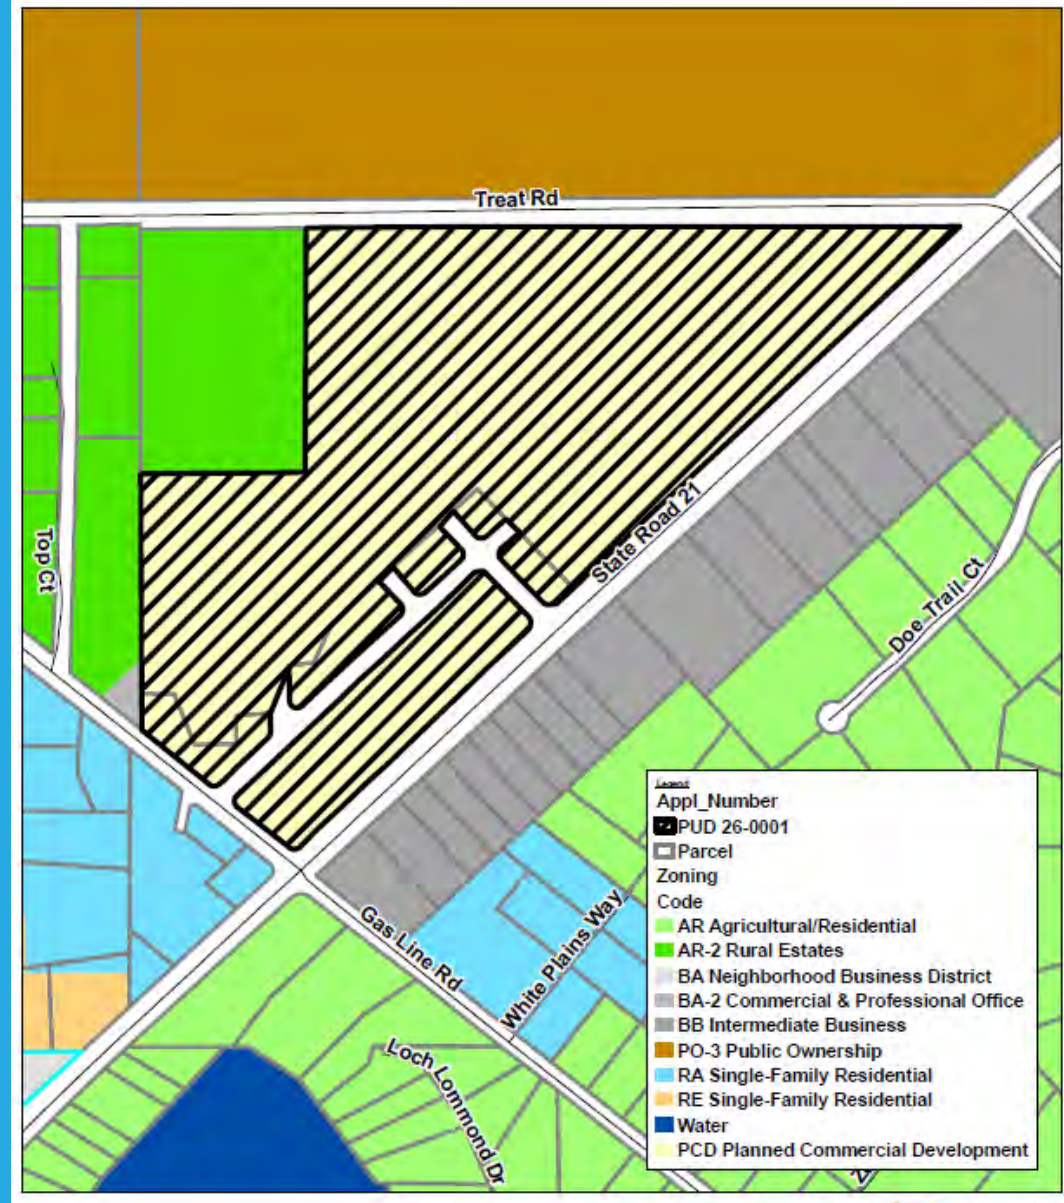 Treat Rd
State Road 21
Top Ct
Doe Trail Ct
Gas Line Rd
White Plains Way
Loch Lommond Dr
Legend
Appl_Number
PUD 26-0001
Parcel
Zoning
Code
AR Agricultural/Residential
AR-2 Rural Estates
BA Neighborhood Business District
BA-2 Commercial & Professional Office
BB Intermediate Business
PO-3 Public Ownership
RA Single-Family Residential
RE Single-Family Residential
Water
PCD Planned Commercial Development